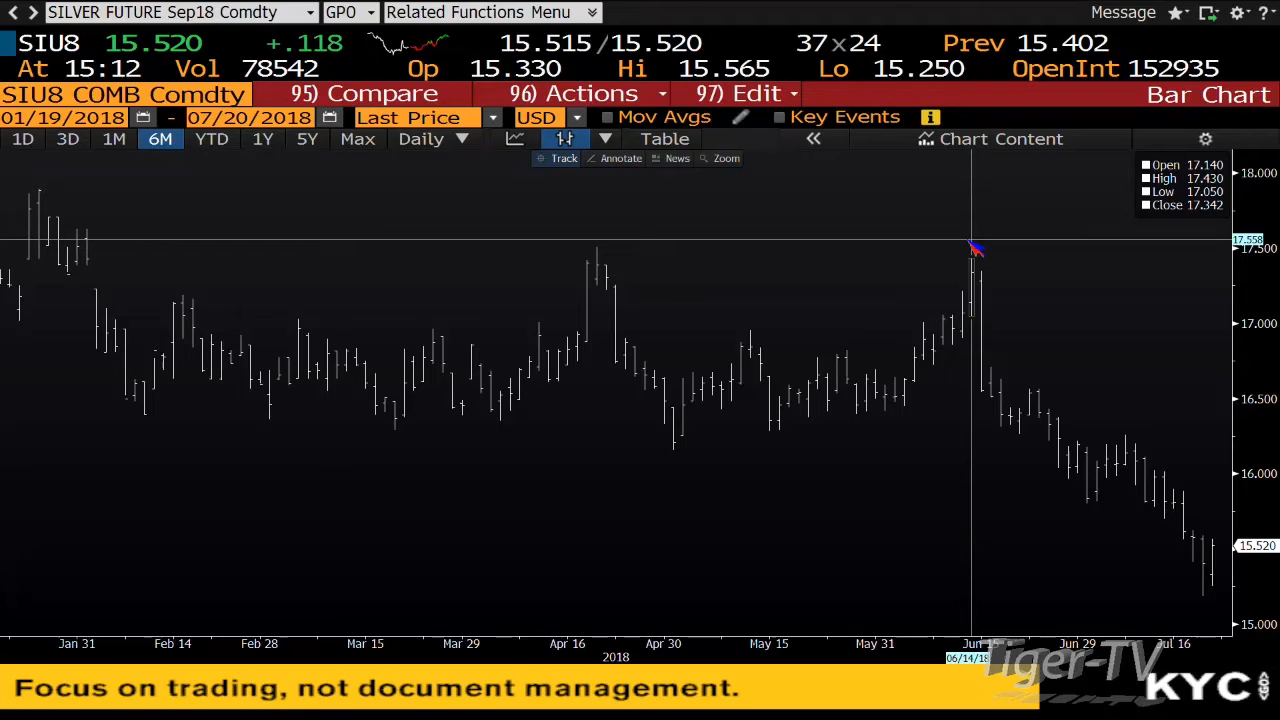 SILVER FUTURE Sep18 Comdty GPO Related Functions Menu Message
SIU8 15.520 +.118 15.515/15.520 37x24 Prev 15.402
At 15:12 Vol 78542 Op 15.330 Hi 15.565 Lo 15.250 OpenInt 152935
SIU8 COMB Comdty 95) Compare 96) Actions 97) Edit Bar Chart
01/19/2018 - 07/20/2018 Last Price USD Mov Avgs Key Events
1D 3D 1M 6M YTD 1Y 5Y Max Daily Table Chart Content
Track Annotate News Zoom
Open 17.140
High 17.430
Low 17.050
Close 17.342
18.000
17.558
17.500
17.000
16.500
16.000
15.520
15.000
Jan 31 Feb 14 Feb 28 Mar 15 Mar 29 Apr 16 Apr 30 May 15 May 31 Jun 15 Jun 29 Jul 16
2018
06/14/18
Tiger-TV
Focus on trading, not document management.
KYC